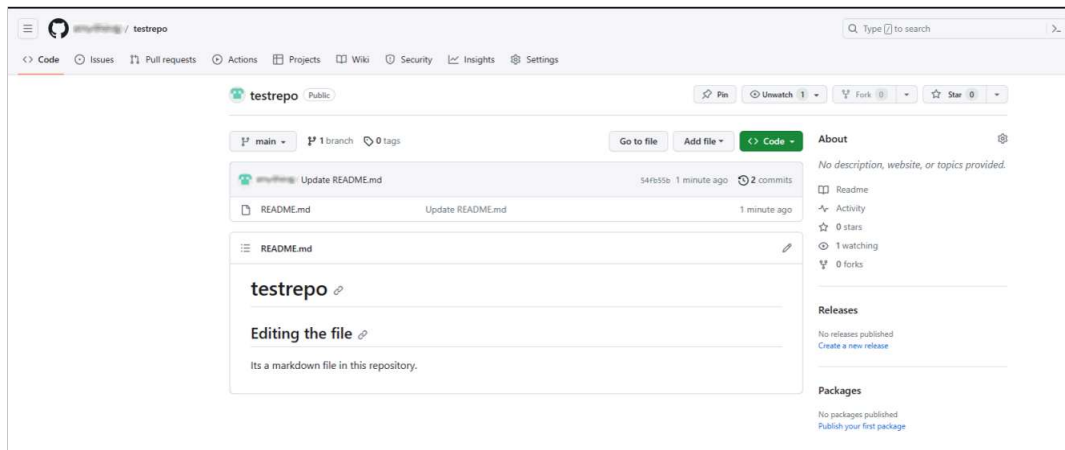 / testrepo
Type / to search
>_
<> Code Issues Pull requests Actions Projects Wiki Security Insights Settings
testrepo Public
Pin Unwatch 1 Fork 0 Star 0
main 1 branch 0 tags
Go to file Add file <> Code
Update README.md 1 minute ago 2 commits
README.md Update README.md 1 minute ago
README.md
testrepo
Editing the file
Its a markdown file in this repository.
About
No description, website, or topics provided.
Readme
Activity
0 stars
1 watching
0 forks
Releases
No releases published
Create a new release
Packages
No packages published
Publish your first package